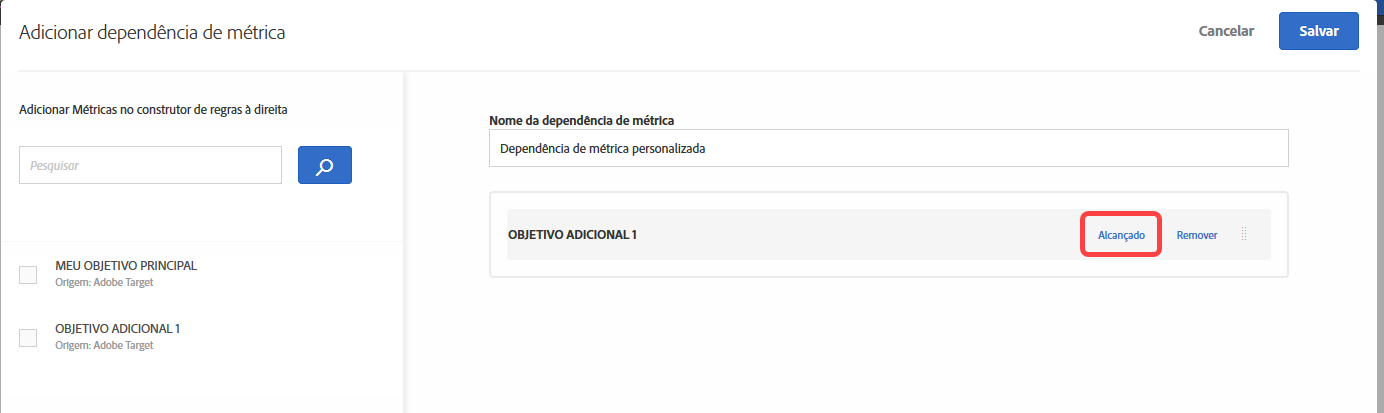 Adicionar dependência de métrica
Cancelar
Salvar
Adicionar Métricas no construtor de regras à direita
Pesquisar
MEU OBJETIVO PRINCIPAL
Origem: Adobe Target
OBJETIVO ADICIONAL 1
Origem: Adobe Target
Nome da dependência de métrica
Dependência de métrica personalizada
OBJETIVO ADICIONAL 1
Alcançado
Remover